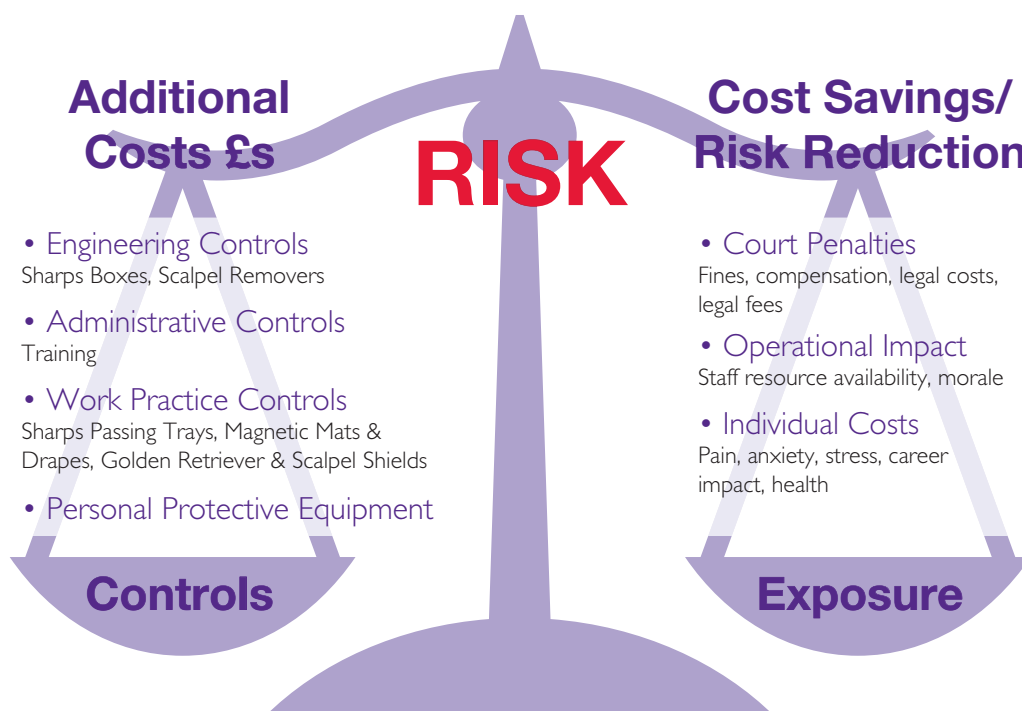 Additional
Costs £s
RISK
Cost Savings/
Risk Reduction
• Engineering Controls
Sharps Boxes, Scalpel Removers
• Administrative Controls
Training
• Work Practice Controls
Sharps Passing Trays, Magnetic Mats &
Drapes, Golden Retriever & Scalpel Shields
• Personal Protective Equipment
Controls
• Court Penalties
Fines, compensation, legal costs,
legal fees
• Operational Impact
Staff resource availability, morale
• Individual Costs
Pain, anxiety, stress, career
impact, health
Exposure